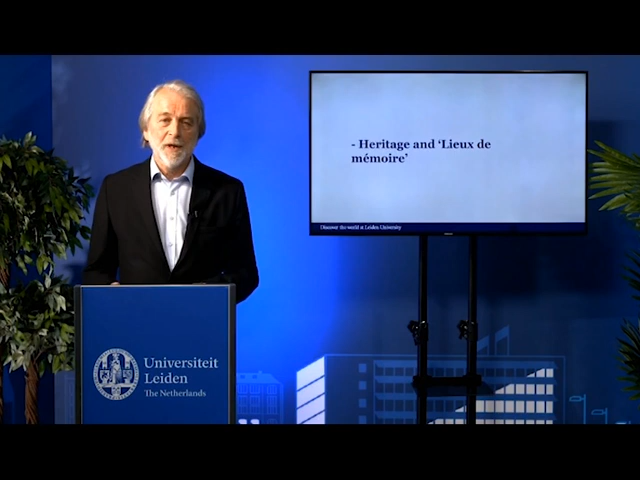 - Heritage and ‘Lieux de
mémoire’
Discover the world at Leiden University
Universiteit
Leiden
The Netherlands